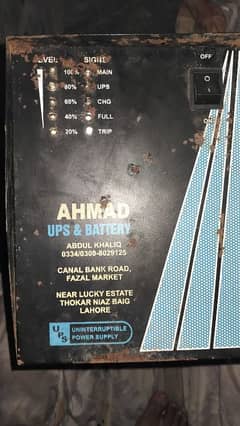 LEVEL SIGHT OFF
100% MAIN
80% UPS
60% CHG
40% FULL
20% TRIP
ON
AHMAD
UPS & BATTERY
ABDUL KHALIQ
0334/0309-8029125
CANAL BANK ROAD,
FAZAL MARKET
NEAR LUCKY ESTATE
THOKAR NIAZ BAIG
LAHORE
UPS UNINTERRUPTIBLE
POWER SUPPLY